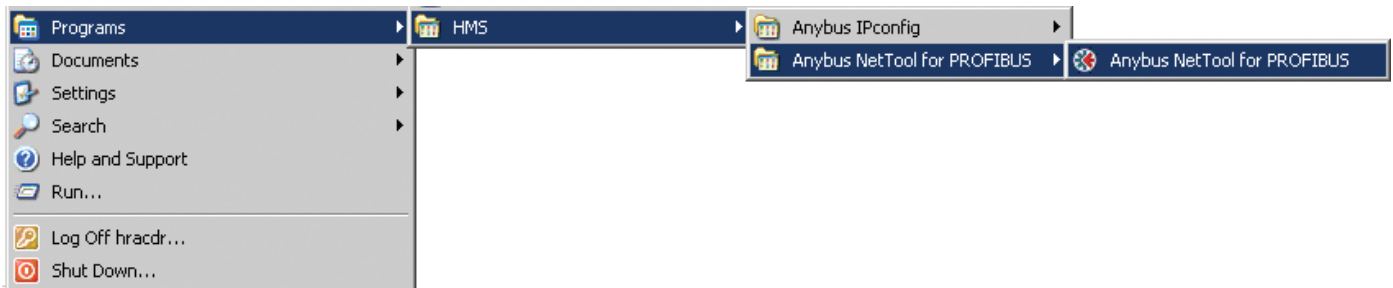 Programs
HMS
Anybus IPconfig
Documents
Anybus NetTool for PROFIBUS
Anybus NetTool for PROFIBUS
Settings
Search
Help and Support
Run...
Log Off hracdr...
Shut Down...